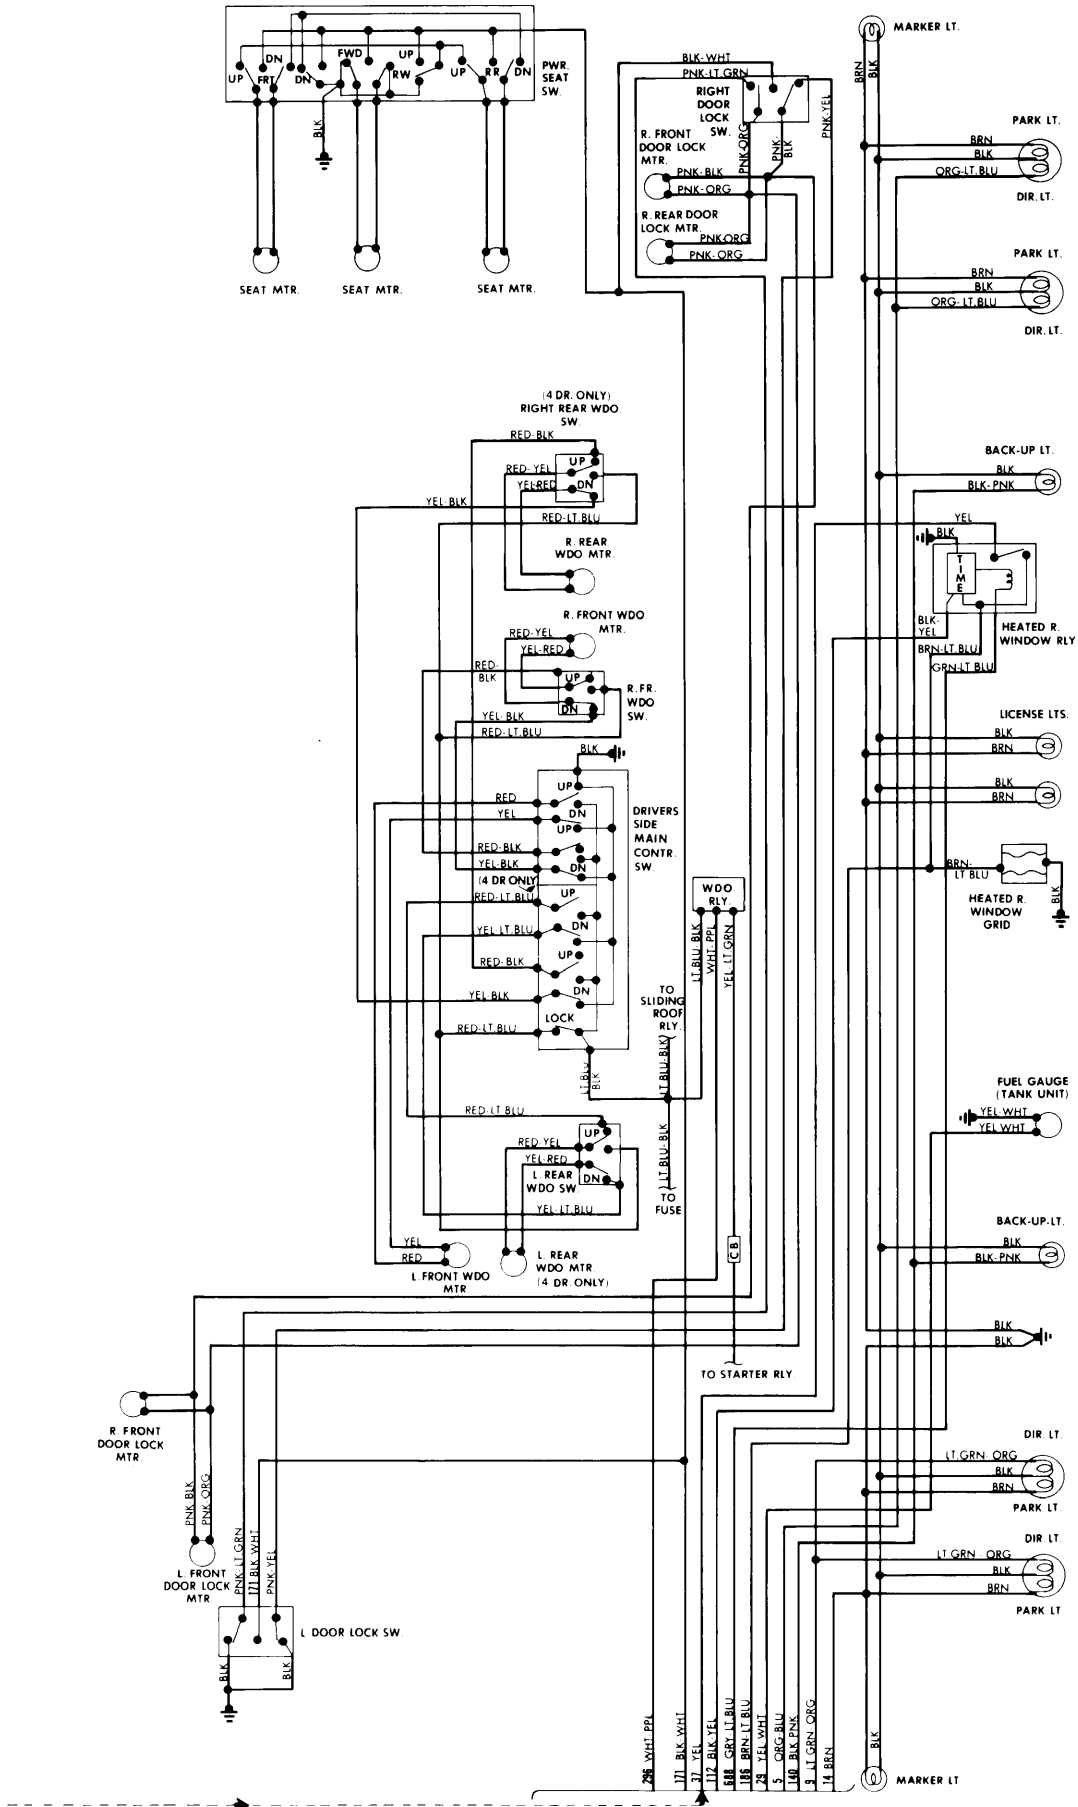 MARKER LT.
BRN
BLK
PWR.
SEAT
SW.
UP
DN
FRT
DN
FWD
UP
RW
UP
RR
DN
BLK
SEAT MTR.
SEAT MTR.
SEAT MTR.
BLK-WHT
PNK-LT.GRN
RIGHT
DOOR
LOCK
SW.
PNK-YEL
R. FRONT
DOOR LOCK
MTR.
PNK-ORG
PNK-
BLK
PNK-BLK
PNK-ORG
R. REAR DOOR
LOCK MTR.
PNK-ORG
PNK-ORG
PARK LT.
BRN
BLK
ORG-LT.BLU
DIR. LT.
PARK LT.
BRN
BLK
ORG-LT.BLU
DIR. LT.
(4 DR. ONLY)
RIGHT REAR WDO.
SW.
RED-BLK
UP
RED-YEL
YEL-RED
DN
YEL-BLK
RED-LT.BLU
R. REAR
WDO MTR.
BACK-UP LT.
BLK
BLK-PNK
YEL
BLK
TIME
BLK-
YEL
HEATED R.
WINDOW RLY
BRN-LT.BLU
GRN-LT BLU
R. FRONT WDO.
MTR.
RED-YEL
YEL-RED
RED-
BLK
UP
DN
R. FR.
WDO
SW.
YEL-BLK
RED-LT.BLU
LICENSE LTS.
BLK
BRN
BLK
BRN
BLK
UP
RED
DN
YEL
UP
DRIVERS
SIDE
MAIN
CONTR.
SW.
RED-BLK
YEL-BLK
DN
(4 DR ONLY
UP
RED-LT.BLU
DN
YEL-LT.BLU
UP
RED-BLK
DN
YEL-BLK
LOCK
RED-LT.BLU
LT.BLU
BLK
WDO.
RLY.
LT.BLU-BLK
WHT-PPL
YEL-LT.GRN
TO
SLIDING
ROOF
RLY.
LT BLU-BLK)
BRN-
LT BLU
BLK
HEATED R.
WINDOW
GRID
FUEL GAUGE
(TANK UNIT)
YEL-WHT
YEL WHT
RED-LT BLU
UP
RED-YEL
YEL-RED
L. REAR
WDO SW.
DN
YEL-LT.BLU
) LT.BLU-BLK
TO
FUSE
CB
YEL
RED
L. FRONT WDO
MTR
L. REAR
WDO MTR
(4 DR. ONLY)
BACK-UP-LT.
BLK
BLK-PNK
BLK
BLK
TO STARTER RLY
R. FRONT
DOOR LOCK
MTR.
PNK-BLK
PNK-ORG
L. FRONT
DOOR LOCK
MTR
PNK-LT.GRN
171 BLK WHT
PNK-YEL
L DOOR LOCK SW
BLK
BLK
DIR. LT.
LT.GRN-ORG
BLK
BRN
PARK LT
DIR LT.
LT GRN-ORG
BLK
BRN
PARK LT
296 WHT-PPL
171 BLK-WHT
37 YEL
112 BLK-YEL
688 GRY-LT.BLU
186 BRN-LT BLU
29 YEL WHT
5 ORG-BLU
140 BLK-PNK
9 LT GRN ORG
14 BRN
BLK
MARKER LT